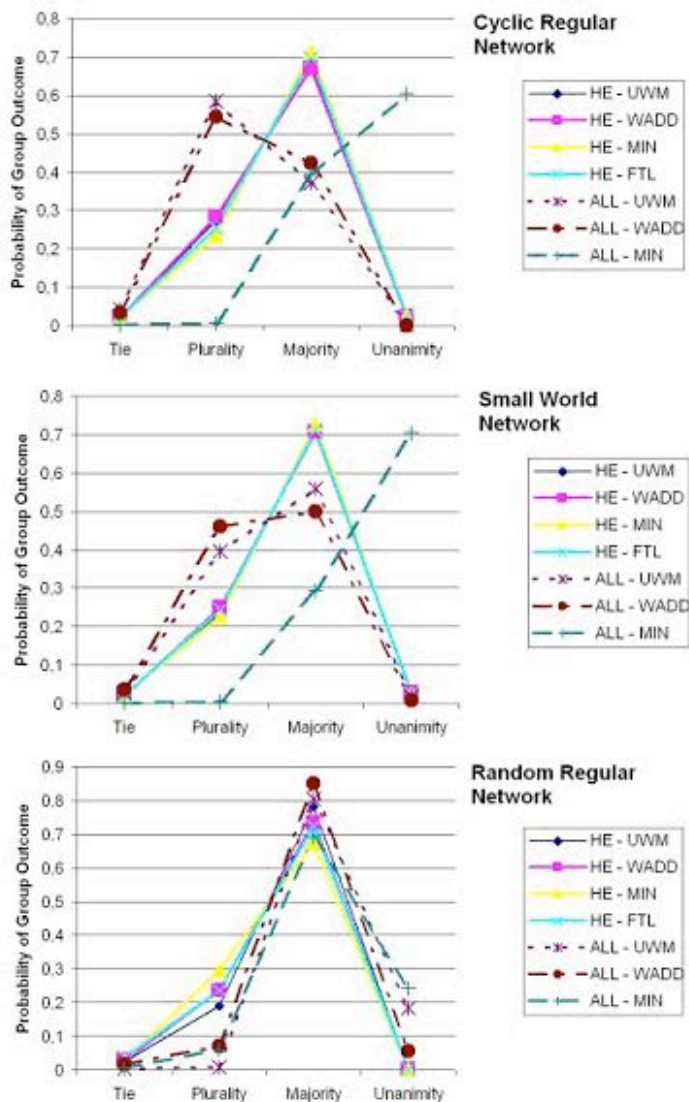 Cyclic Regular
Network
Probability of Group Outcome
0.8
0.7
0.6
0.5
0.4
0.3
0.2
0.1
0
Tie Plurality Majority Unanimity
HE - UWM
HE - WADD
HE - MIN
HE - FTL
ALL - UWM
ALL - WADD
ALL - MIN
Small World
Network
Probability of Group Outcome
0.8
0.7
0.6
0.5
0.4
0.3
0.2
0.1
0
Tie Plurality Majority Unanimity
HE - UWM
HE - WADD
HE - MIN
HE - FTL
ALL - UWM
ALL - WADD
ALL - MIN
Random Regular
Network
Probability of Group Outcome
0.9
0.8
0.7
0.6
0.5
0.4
0.3
0.2
0.1
0
Tie Plurality Majority Unanimity
HE - UWM
HE - WADD
HE - MIN
HE - FTL
ALL - UWM
ALL - WADD
ALL - MIN